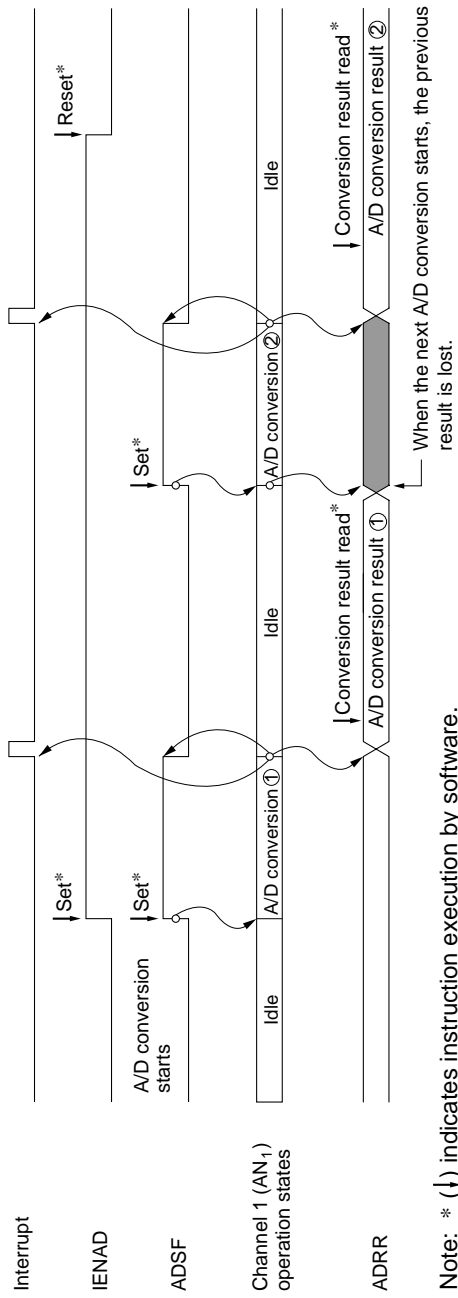 Interrupt
IENAD
Set*
Reset*
ADSF
A/D conversion
starts
Set*
Set*
Channel 1 (AN1)
operation states
Idle
A/D conversion ①
Idle
A/D conversion ②
Idle
ADRR
Conversion result read*
A/D conversion result ①
Conversion result read*
A/D conversion result ②
When the next A/D conversion starts, the previous
result is lost.
Note: * (↓) indicates instruction execution by software.